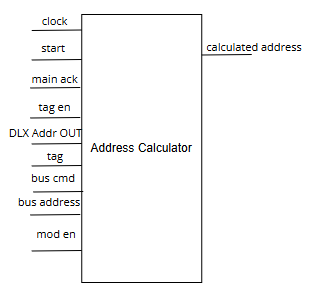 clock
start
calculated address
main ack
tag en
DLX Addr OUT
Address Calculator
tag
bus cmd
bus address
mod en